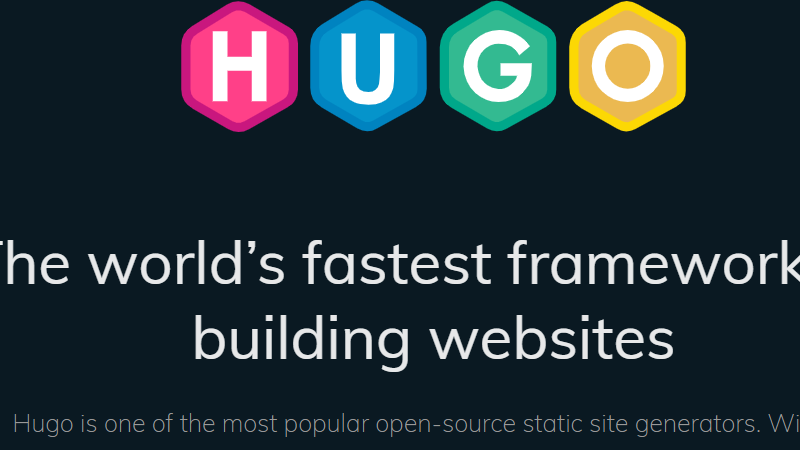 HUGO
The world’s fastest framework
building websites
Hugo is one of the most popular open-source static site generators. Wi